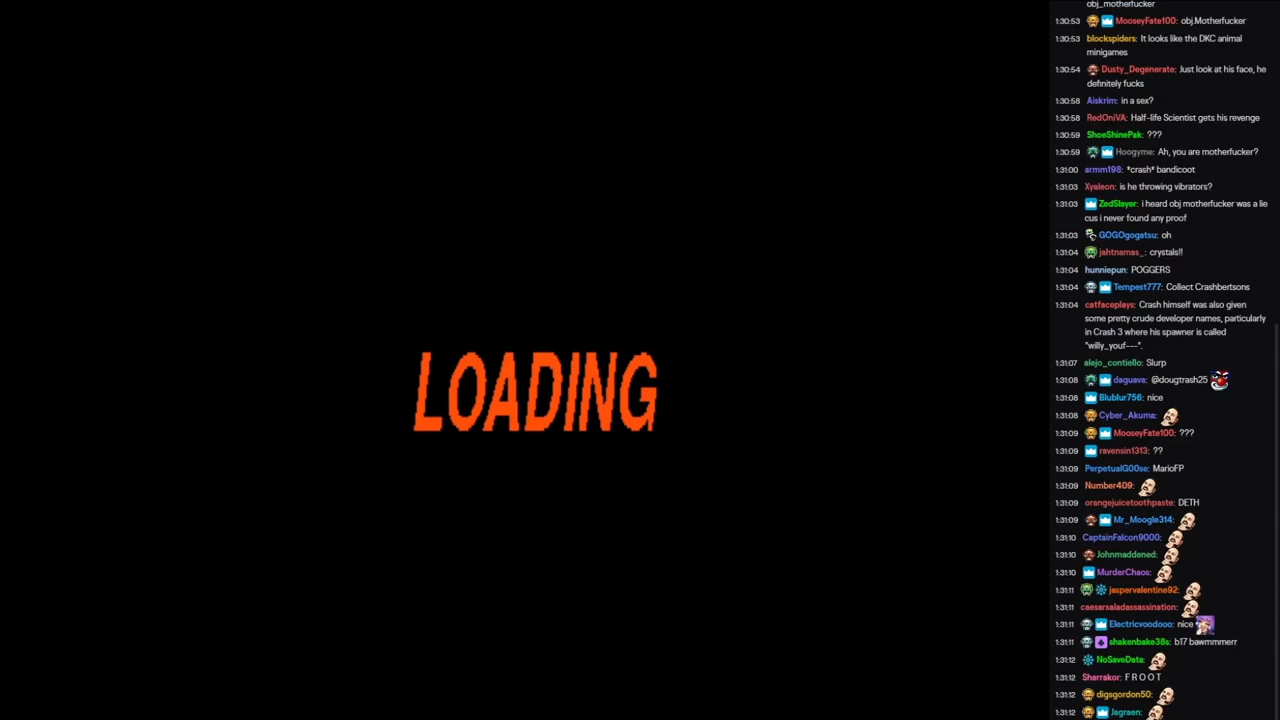 LOADING
obj_motherfucker
1:30:53 MooseyFate100: obj.Motherfucker
1:30:53 blockspiders: It looks like the DKC animal
minigames
1:30:54 Dusty_Degenerate: Just look at his face, he
definitely fucks
1:30:58 Aiskrim: in a sex?
1:30:58 RedOniVA: Half-life Scientist gets his revenge
1:30:59 ShoeShinePak: ???
1:30:59 Hoogyme: Ah, you are motherfucker?
1:31:00 armm198: *crash* bandicoot
1:31:03 Xyaleon: is he throwing vibrators?
1:31:03 ZedSlayer: i heard obj motherfucker was a lie
cus i never found any proof
1:31:03 GOGOgogatsu: oh
1:31:04 jahtnamas_: crystals!!
1:31:04 hunniepun: POGGERS
1:31:04 Tempest777: Collect Crashbertsons
1:31:04 catfaceplays: Crash himself was also given
some pretty crude developer names, particularly
in Crash 3 where his spawner is called
"willy_youf---".
1:31:07 alejo_contiello: Slurp
1:31:08 daguava: @dougtrash25
1:31:08 Blublur756: nice
1:31:08 Cyber_Akuma:
1:31:09 MooseyFate100: ???
1:31:09 ravensin1313: ??
1:31:09 PerpetualG00se: MarioFP
1:31:09 Number409:
1:31:09 orangejuicetoothpaste: DETH
1:31:09 Mr_Moogle314:
1:31:10 CaptainFalcon9000:
1:31:10 Johnmaddened:
1:31:10 MurderChaos:
1:31:11 jaspervalentine92:
1:31:11 caesarsaladassassination:
1:31:11 Electricvoodooo: nice
1:31:11 shakenbake38s: b17 bawmmmerr
1:31:12 NoSaveData:
1:31:12 Sharrakor: F R O O T
1:31:12 digsgordon50:
1:31:12 Jagraen: